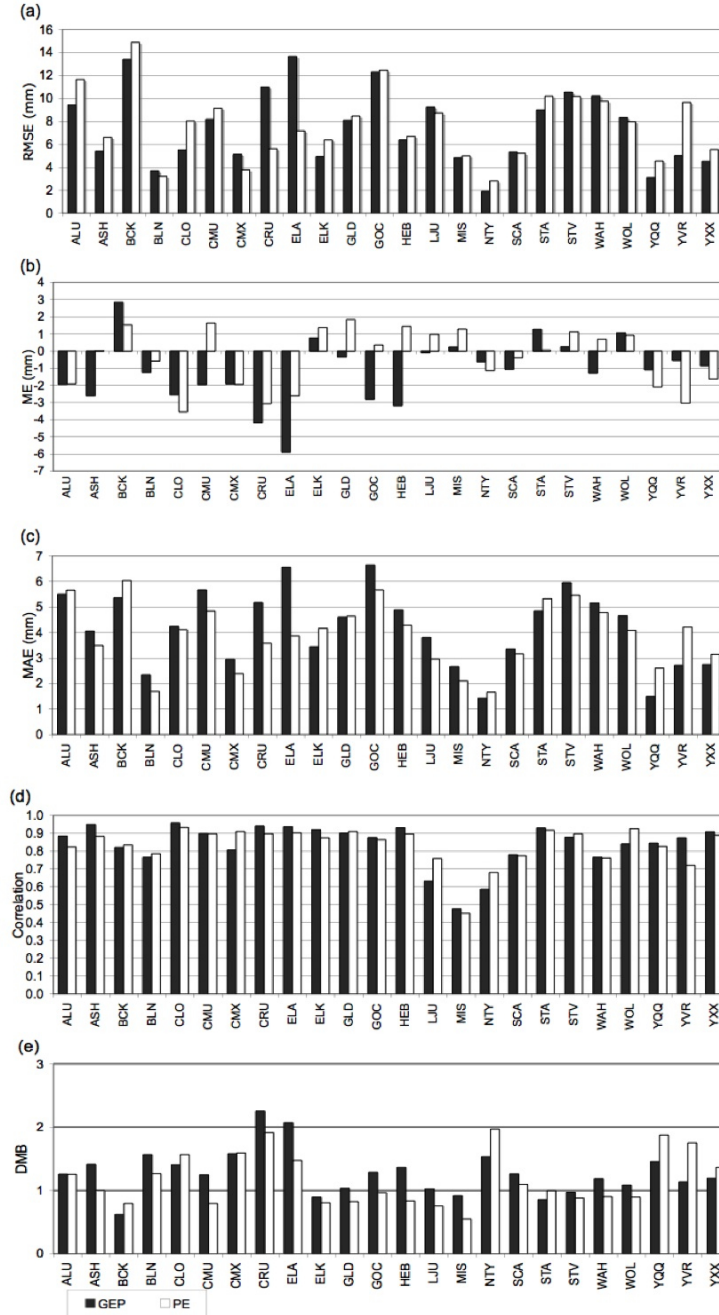 (a)
16
14
12
10
8
6
4
2
0
RMSE (mm)
ALU ASH BCK BLN CLO CMU CMX CRU ELA ELK GLD GOC HEB LJU MIS NTY SCA STA STV WAH WOL YQQ YVR YXX
(b)
4
3
2
1
0
-1
-2
-3
-4
-5
-6
-7
ME (mm)
ALU ASH BCK BLN CLO CMU CMX CRU ELA ELK GLD GOC HEB LJU MIS NTY SCA STA STV WAH WOL YQQ YVR YXX
(c)
7
6
5
4
3
2
1
0
MAE (mm)
ALU ASH BCK BLN CLO CMU CMX CRU ELA ELK GLD GOC HEB LJU MIS NTY SCA STA STV WAH WOL YQQ YVR YXX
(d)
1.0
0.9
0.8
0.7
0.6
0.5
0.4
0.3
0.2
0.1
0.0
Correlation
ALU ASH BCK BLN CLO CMU CMX CRU ELA ELK GLD GOC HEB LJU MIS NTY SCA STA STV WAH WOL YQQ YVR YXX
(e)
3
2
1
0
DMB
ALU ASH BCK BLN CLO CMU CMX CRU ELA ELK GLD GOC HEB LJU MIS NTY SCA STA STV WAH WOL YQQ YVR YXX
GEP PE